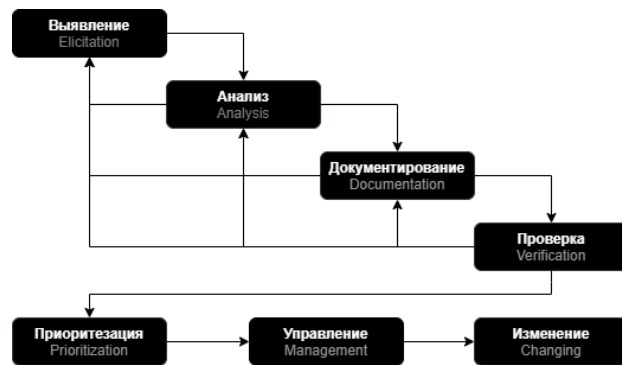 Выявление
Elicitation
Анализ
Analysis
Документирование
Documentation
Проверка
Verification
Приоритезация
Prioritization
Управление
Management
Изменение
Changing